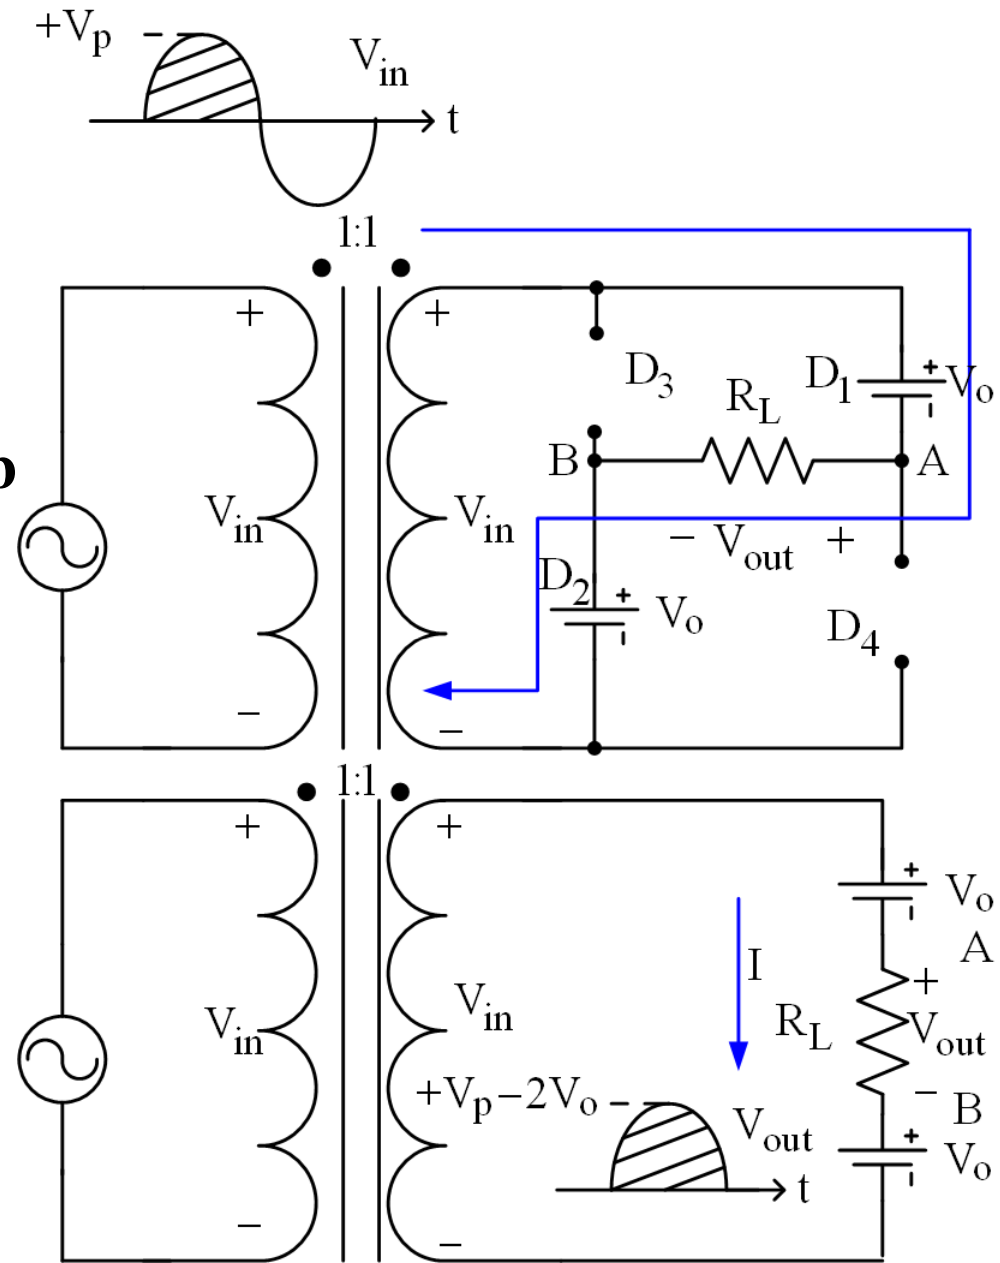 +Vp
Vin
t
1:1
+ +
D3 D1 + Vo
-
RL
B A
p
Vin Vin
- Vout +
D2 + Vo
-
D4
- -
1:1
+ +
+ Vo
-
A
I
+
Vin Vin
RL Vout
+Vp-2Vo
- B
Vout
+ Vo
-
t
- -